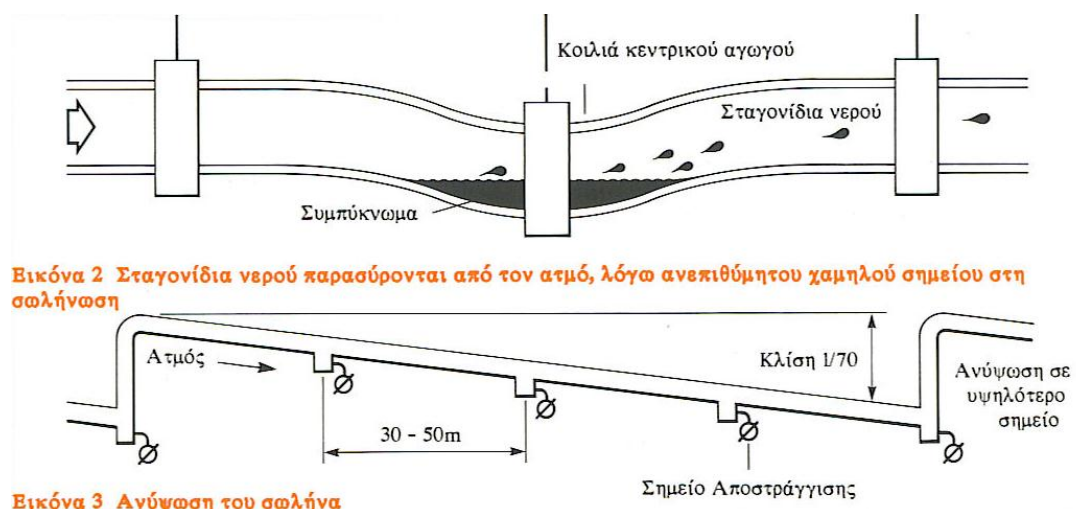 Κοιλιά κεντρικού αγωγού
Σταγονίδια νερού
Συμπύκνωμα
Εικόνα 2 Σταγονίδια νερού παρασύρονται από τον ατμό, λόγω ανεπιθύμητου χαμηλού σημείου στη
σωλήνωση
Ατμός
Κλίση 1/70
Ανύψωση σε
υψηλότερο
σημείο
30 - 50m
Σημείο Αποστράγγισης
Εικόνα 3 Ανύψωση του σωλήνα